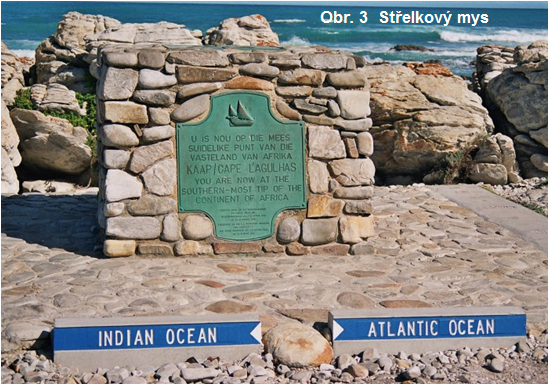 Obr. 3 Střelkový mys
U IS NOU OP DIE MEES
SUIDELIKE PUNT VAN DIE
VASTELAND VAN AFRIKA
KAAP/CAPE L'AGULHAS
YOU ARE NOW AT THE
SOUTHERN-MOST TIP OF THE
CONTINENT OF AFRICA
INDIAN OCEAN
ATLANTIC OCEAN